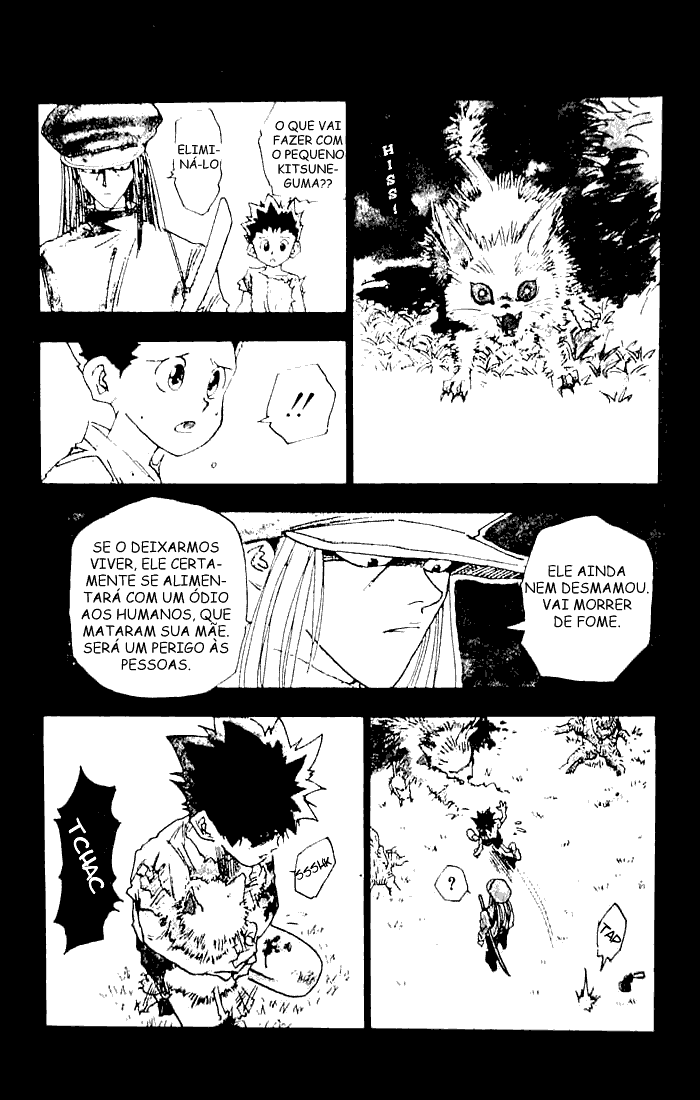 HISS!
O QUE VAI
FAZER COM
O PEQUENO
KITSUNE-
GUMA??
ELIMI-
NÁ-LO
!!
ELE AINDA
NEM DESMAMOU.
VAI MORRER
DE FOME.
SE O DEIXARMOS
VIVER, ELE CERTA-
MENTE SE ALIMEN-
TARÁ COM UM ÓDIO
AOS HUMANOS, QUE
MATARAM SUA MÃE.
SERÁ UM PERIGO ÀS
PESSOAS.
?
TAP
SSSHK
TCHAC